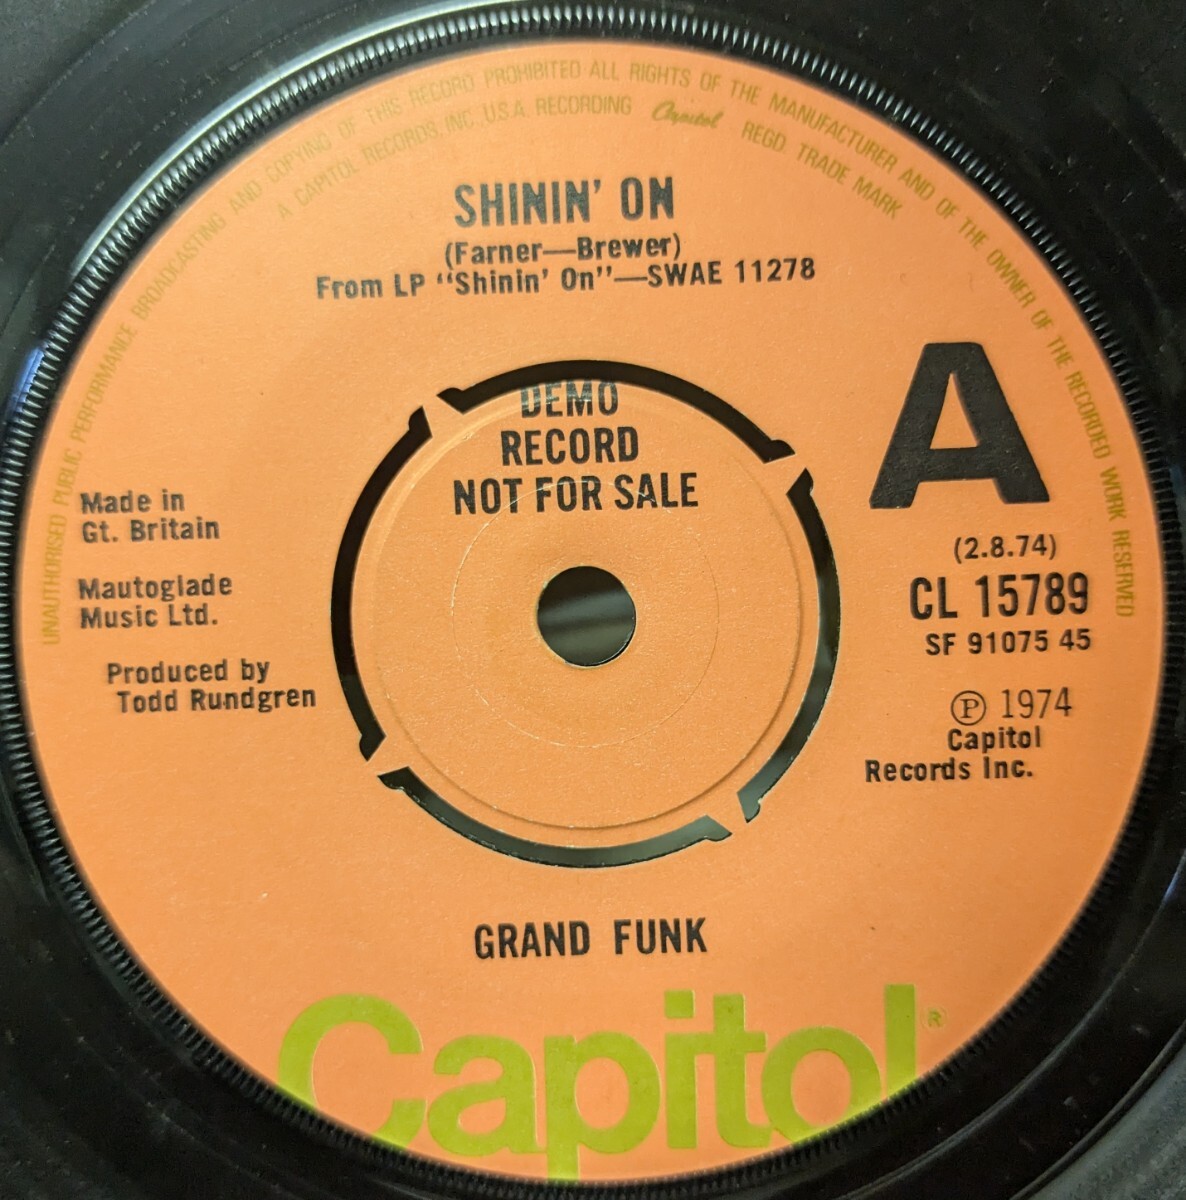 UNAUTHORISED PUBLIC PERFORMANCE BROADCASTING AND COPYING OF THIS RECORD PROHIBITED ALL RIGHTS OF THE MANUFACTURER AND OF THE OWNER OF THE RECORDED WORK RESERVED
A CAPITOL RECORDS, INC., U.S.A. RECORDING Capitol REGD. TRADE MARK
SHININ' ON
(Farner—Brewer)
From LP "Shinin' On"—SWAE 11278
DEMO
RECORD
NOT FOR SALE
A
Made in
Gt. Britain
Mautoglade
Music Ltd.
Produced by
Todd Rundgren
(2.8.74)
CL 15789
SF 91075 45
Ⓟ 1974
Capitol
Records Inc.
GRAND FUNK
Capitol®